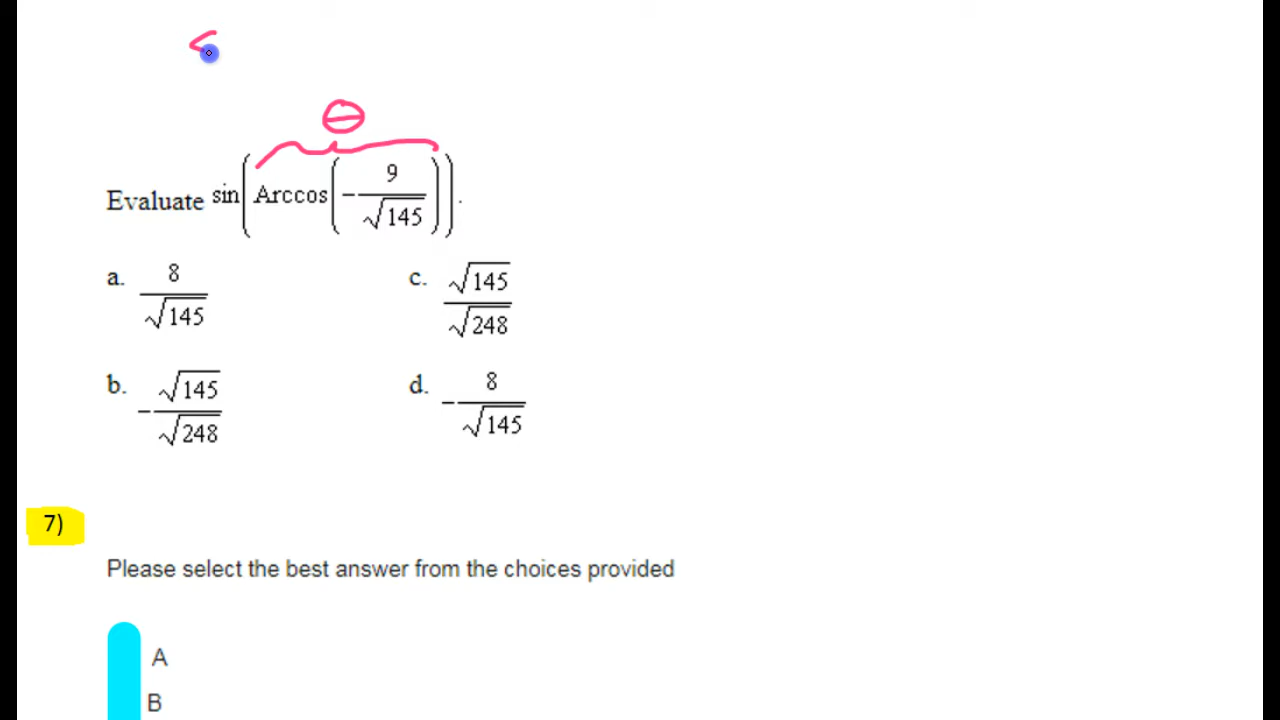 θ
Evaluate sin(Arccos(-9/√145)).
a. 8/√145
c. √145/√248
b. -√145/√248
d. -8/√145
7)
Please select the best answer from the choices provided
A
B